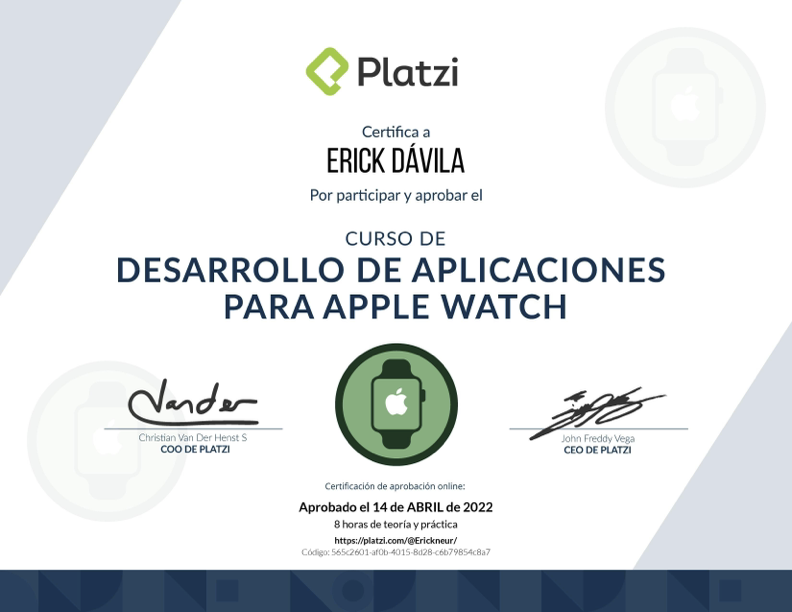 Platzi
Certifica a
ERICK DÁVILA
Por participar y aprobar el
CURSO DE
DESARROLLO DE APLICACIONES
PARA APPLE WATCH
Vander
Christian Van Der Henst S
COO DE PLATZI
John Freddy Vega
CEO DE PLATZI
Certificación de aprobación online:
Aprobado el 14 de ABRIL de 2022
8 horas de teoría y práctica
https://platzi.com/@Erickneur/
Código: 565c2601-af0b-4015-8d28-c6b79854c8a7